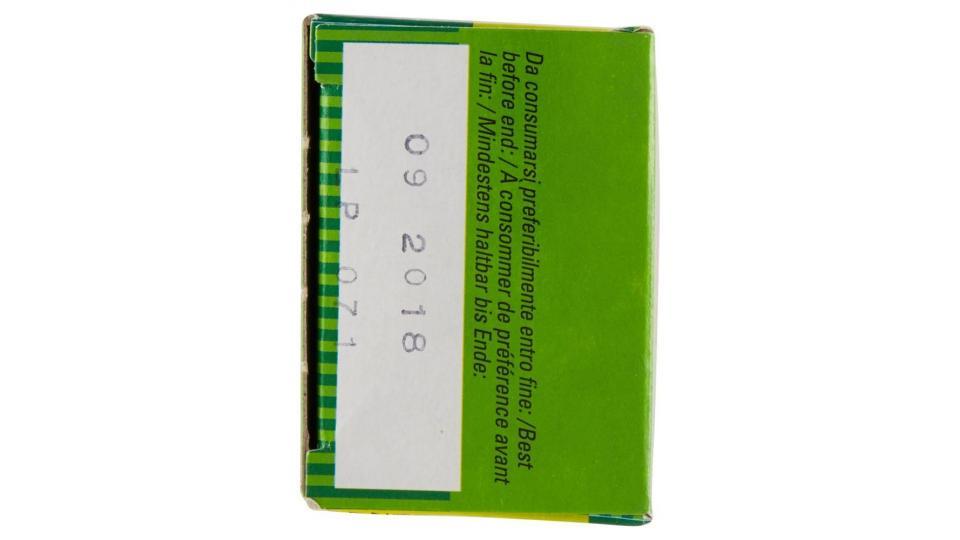 Da consumarsi preferibilmente entro fine: /Best
before end: / À consommer de préférence avant
la fin: / Mindestens haltbar bis Ende:
09 2018
LP 071